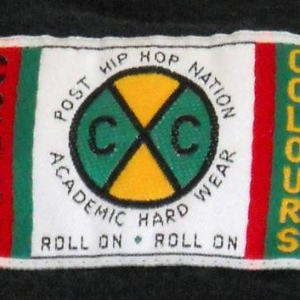 POST HIP HOP NATION
C C
ACADEMIC HARD WEAR
ROLL ON • ROLL ON
COLOURS